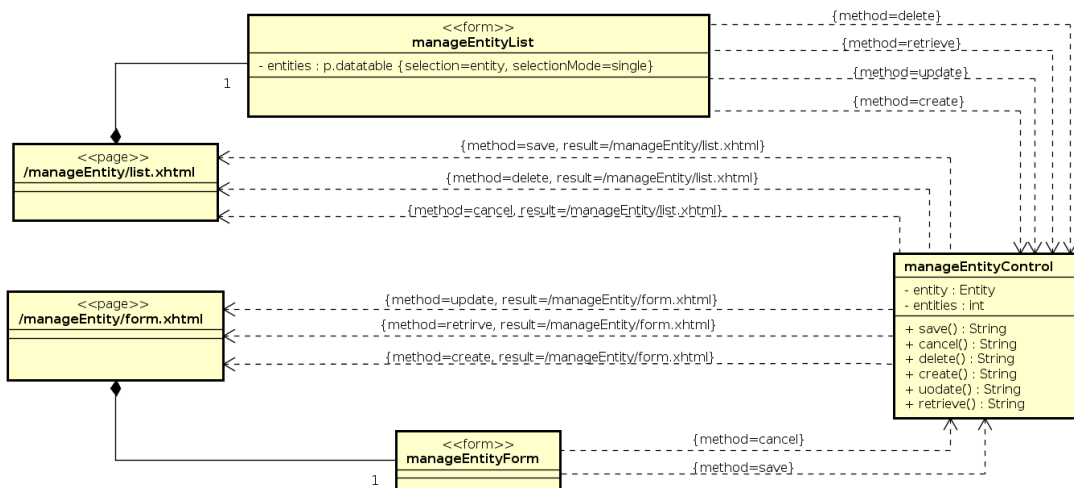 <<form>>
manageEntityList
- entities : p.datatable {selection=entity, selectionMode=single}
{method=delete}
{method=retrieve}
{method=update}
{method=create}
1
<<page>>
/manageEntity/list.xhtml
{method=save, result=/manageEntity/list.xhtml}
{method=delete, result=/manageEntity/list.xhtml}
{method=cancel, result=/manageEntity/list.xhtml}
manageEntityControl
- entity : Entity
- entities : int
+ save() : String
+ cancel() : String
+ delete() : String
+ create() : String
+ uodate() : String
+ retrieve() : String
<<page>>
/manageEntity/form.xhtml
{method=update, result=/manageEntity/form.xhtml}
{method=retrirve, result=/manageEntity/form.xhtml}
{method=create, result=/manageEntity/form.xhtml}
<<form>>
manageEntityForm
1
{method=cancel}
{method=save}